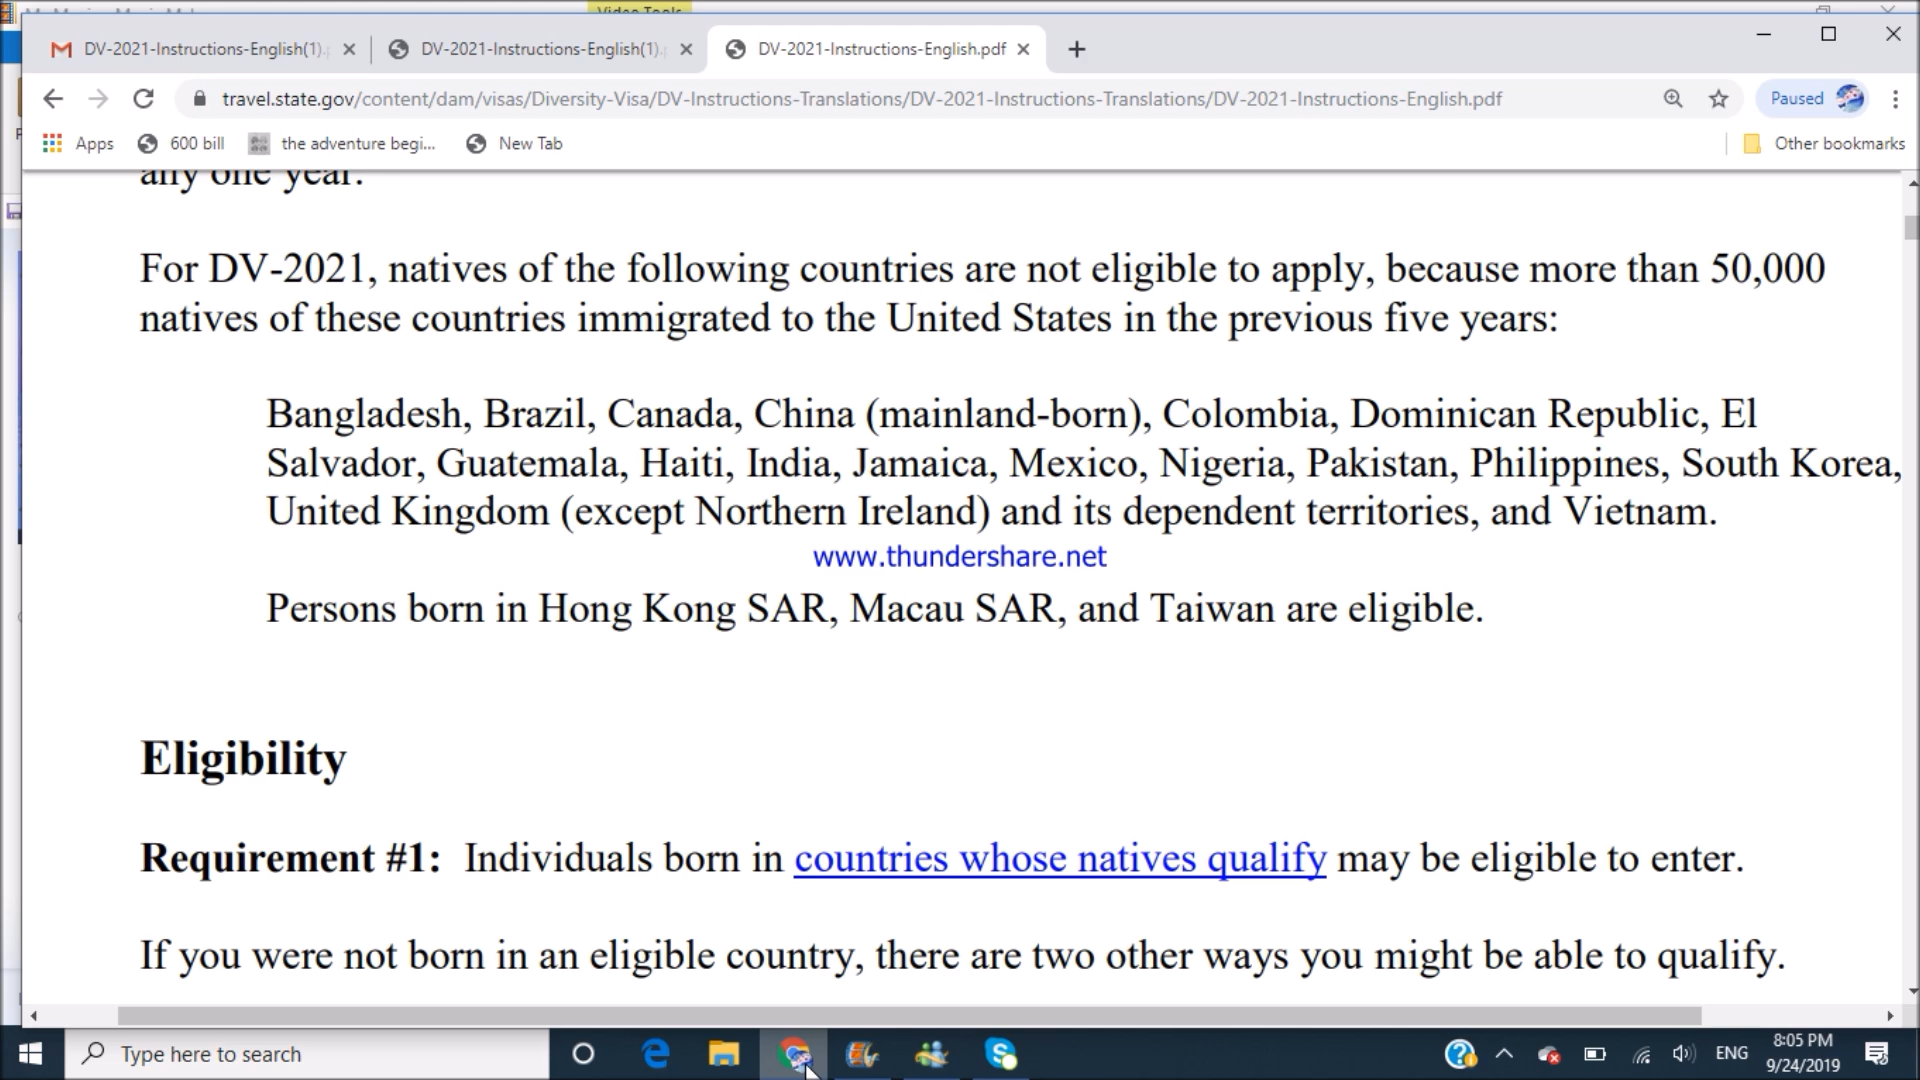 Video Tools
DV-2021-Instructions-English(1).
DV-2021-Instructions-English(1).
DV-2021-Instructions-English.pdf
travel.state.gov/content/dam/visas/Diversity-Visa/DV-Instructions-Translations/DV-2021-Instructions-Translations/DV-2021-Instructions-English.pdf
Paused
Apps
600 bill
the adventure begi...
New Tab
Other bookmarks
any one year.
For DV-2021, natives of the following countries are not eligible to apply, because more than 50,000
natives of these countries immigrated to the United States in the previous five years:
Bangladesh, Brazil, Canada, China (mainland-born), Colombia, Dominican Republic, El
Salvador, Guatemala, Haiti, India, Jamaica, Mexico, Nigeria, Pakistan, Philippines, South Korea,
United Kingdom (except Northern Ireland) and its dependent territories, and Vietnam.
www.thundershare.net
Persons born in Hong Kong SAR, Macau SAR, and Taiwan are eligible.
Eligibility
Requirement #1: Individuals born in countries whose natives qualify may be eligible to enter.
If you were not born in an eligible country, there are two other ways you might be able to qualify.
Type here to search
ENG
8:05 PM
9/24/2019